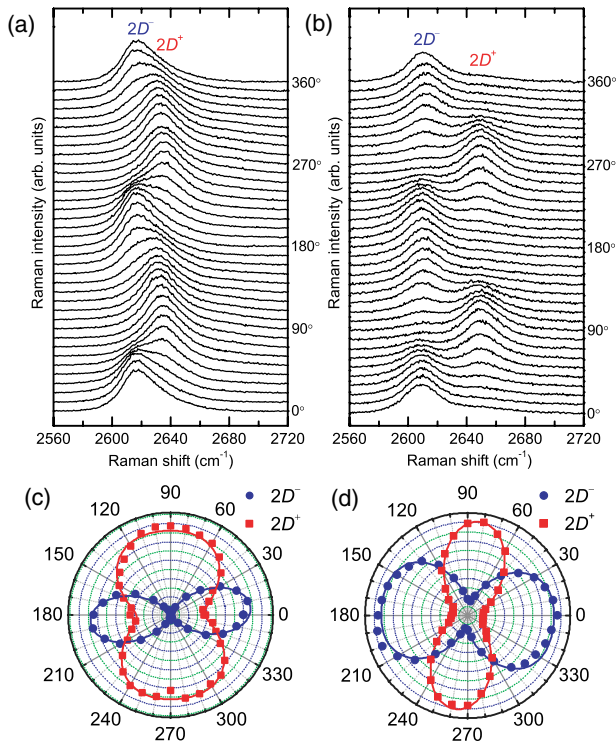 (a)
2D⁻
2D⁺
360°
270°
180°
90°
0°
Raman intensity (arb. units)
2560 2600 2640 2680 2720
Raman shift (cm⁻¹)
(b)
2D⁻
2D⁺
360°
270°
180°
90°
0°
Raman intensity (arb. units)
2560 2600 2640 2680 2720
Raman shift (cm⁻¹)
(c)
2D⁻
2D⁺
90
120 60
150 30
180 0
210 330
240 300
270
(d)
2D⁻
2D⁺
90
120 60
150 30
180 0
210 330
240 300
270